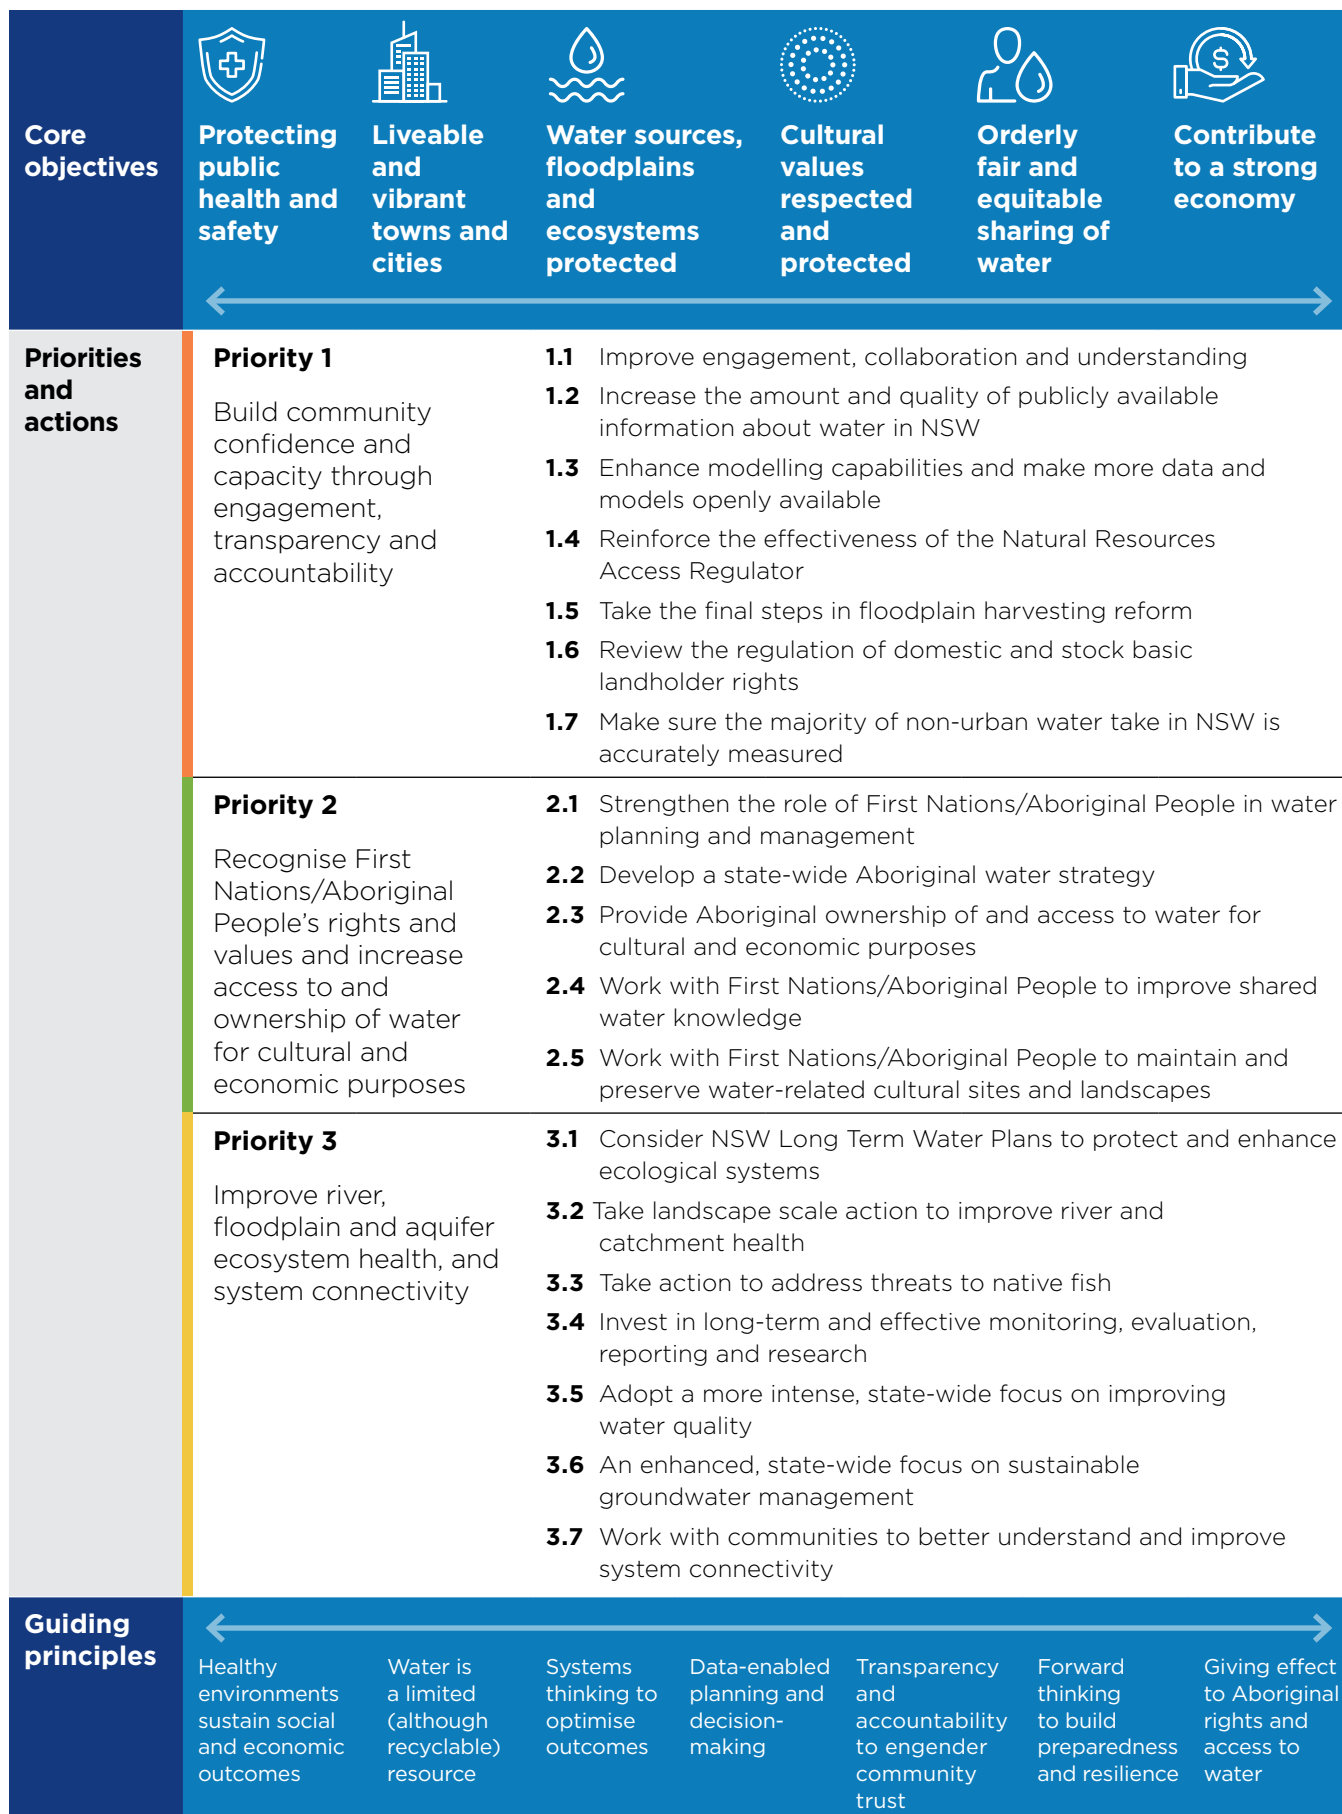 Core
objectives
Protecting
public
health and
safety
Liveable
and
vibrant
towns and
cities
Water sources,
floodplains
and
ecosystems
protected
Cultural
values
respected
and
protected
Orderly
fair and
equitable
sharing of
water
$
Contribute
to a strong
economy
Priorities
and
actions
Priority 1
Build community
confidence and
capacity through
engagement,
transparency and
accountability
1.1 Improve engagement, collaboration and understanding
1.2 Increase the amount and quality of publicly available
information about water in NSW
1.3 Enhance modelling capabilities and make more data and
models openly available
1.4 Reinforce the effectiveness of the Natural Resources
Access Regulator
1.5 Take the final steps in floodplain harvesting reform
1.6 Review the regulation of domestic and stock basic
landholder rights
1.7 Make sure the majority of non-urban water take in NSW is
accurately measured
Priority 2
Recognise First
Nations/Aboriginal
People's rights and
values and increase
access to and
ownership of water
for cultural and
economic purposes
2.1 Strengthen the role of First Nations/Aboriginal People in water
planning and management
2.2 Develop a state-wide Aboriginal water strategy
2.3 Provide Aboriginal ownership of and access to water for
cultural and economic purposes
2.4 Work with First Nations/Aboriginal People to improve shared
water knowledge
2.5 Work with First Nations/Aboriginal People to maintain and
preserve water-related cultural sites and landscapes
Priority 3
Improve river,
floodplain and aquifer
ecosystem health, and
system connectivity
3.1 Consider NSW Long Term Water Plans to protect and enhance
ecological systems
3.2 Take landscape scale action to improve river and
catchment health
3.3 Take action to address threats to native fish
3.4 Invest in long-term and effective monitoring, evaluation,
reporting and research
3.5 Adopt a more intense, state-wide focus on improving
water quality
3.6 An enhanced, state-wide focus on sustainable
groundwater management
3.7 Work with communities to better understand and improve
system connectivity
Guiding
principles
Healthy
environments
sustain social
and economic
outcomes
Water is
a limited
(although
recyclable)
resource
Systems
thinking to
optimise
outcomes
Data-enabled
planning and
decision-
making
Transparency
and
accountability
to engender
community
trust
Forward
thinking
to build
preparedness
and resilience
Giving effect
to Aboriginal
rights and
access to
water